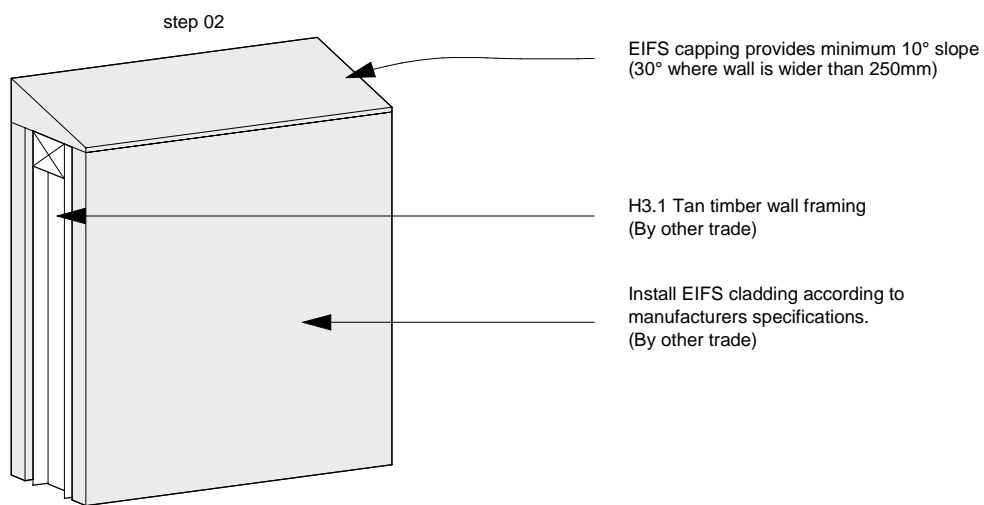 step 02
EIFS capping provides minimum 10° slope
(30° where wall is wider than 250mm)
H3.1 Tan timber wall framing
(By other trade)
Install EIFS cladding according to
manufacturers specifications.
(By other trade)